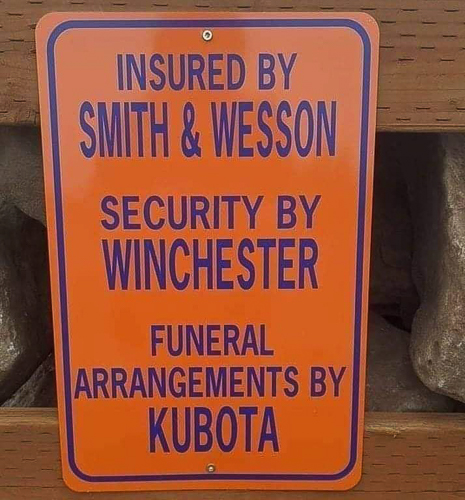 INSURED BY
SMITH & WESSON
SECURITY BY
WINCHESTER
FUNERAL
ARRANGEMENTS BY
KUBOTA